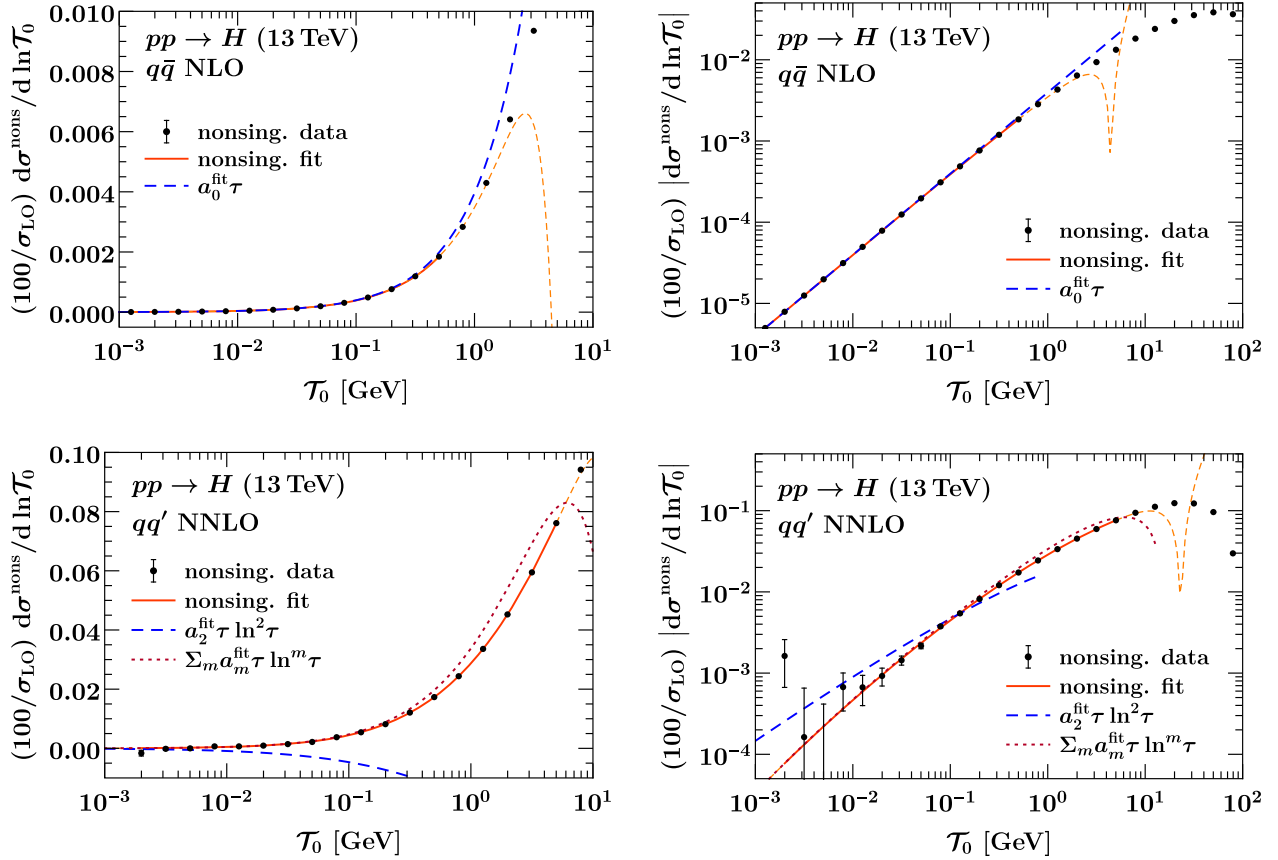 (100/σ_LO) dσ^nons/d ln 𝒯_0
0.010
0.008
0.006
0.004
0.002
0.000
pp → H (13 TeV)
qq̄ NLO
nonsing. data
nonsing. fit
a_0^fit τ
10^−3 10^−2 10^−1 10^0 10^1
𝒯_0 [GeV]
(100/σ_LO) |dσ^nons/d ln 𝒯_0|
10^−2
10^−3
10^−4
10^−5
pp → H (13 TeV)
qq̄ NLO
nonsing. data
nonsing. fit
a_0^fit τ
10^−3 10^−2 10^−1 10^0 10^1 10^2
𝒯_0 [GeV]
(100/σ_LO) dσ^nons/d ln 𝒯_0
0.10
0.08
0.06
0.04
0.02
0.00
pp → H (13 TeV)
qq′ NNLO
nonsing. data
nonsing. fit
a_2^fit τ ln^2 τ
Σ_m a_m^fit τ ln^m τ
10^−3 10^−2 10^−1 10^0 10^1
𝒯_0 [GeV]
(100/σ_LO) |dσ^nons/d ln 𝒯_0|
10^−1
10^−2
10^−3
10^−4
pp → H (13 TeV)
qq′ NNLO
nonsing. data
nonsing. fit
a_2^fit τ ln^2 τ
Σ_m a_m^fit τ ln^m τ
10^−3 10^−2 10^−1 10^0 10^1 10^2
𝒯_0 [GeV]